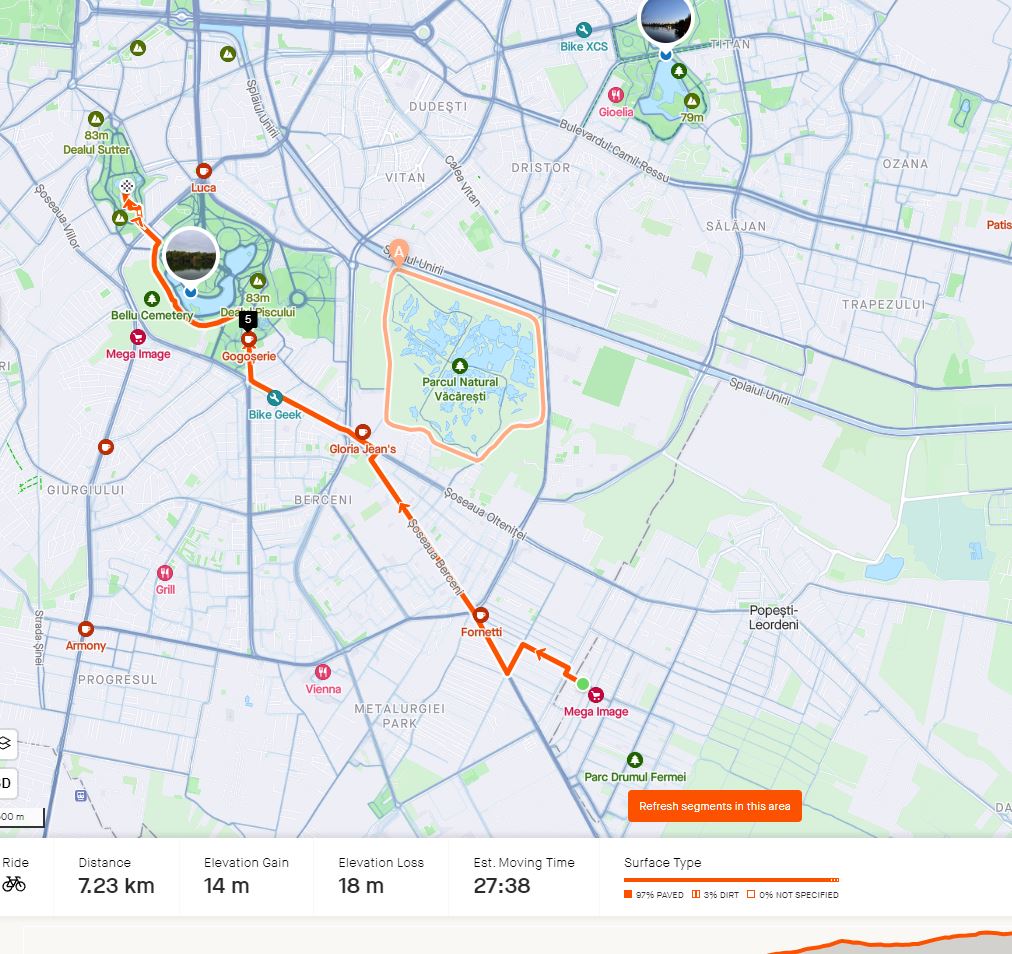 TITAN
Bike XCS
Gioelia
79m
DUDEȘTI
Splaiul Unirii
83m
Dealul Sutter
Bulevardul Camil Ressu
DRISTOR
OZANA
VITAN
Calea Vitan
Luca
Șoseaua Viilor
SĂLĂJAN
Patis
A
Splaiul Unirii
TRAPEZULUI
83m
Dealul Piscului
Bellu Cemetery
5
Mega Image
Gogoșerie
Parcul Natural
Văcărești
Splaiul Unirii
Bike Geek
Gloria Jean's
GIURGIULUI
BERCENI
Șoseaua Olteniței
Șoseaua Berceni
Grill
Popești-
Leordeni
Strada Șinei
Fornetti
Armony
PROGRESUL
Vienna
METALURGIEI
PARK
Mega Image
Parc Drumul Fermei
DA
Refresh segments in this area
00 m
Ride
Distance
7.23 km
Elevation Gain
14 m
Elevation Loss
18 m
Est. Moving Time
27:38
Surface Type
97% PAVED
3% DIRT
0% NOT SPECIFIED